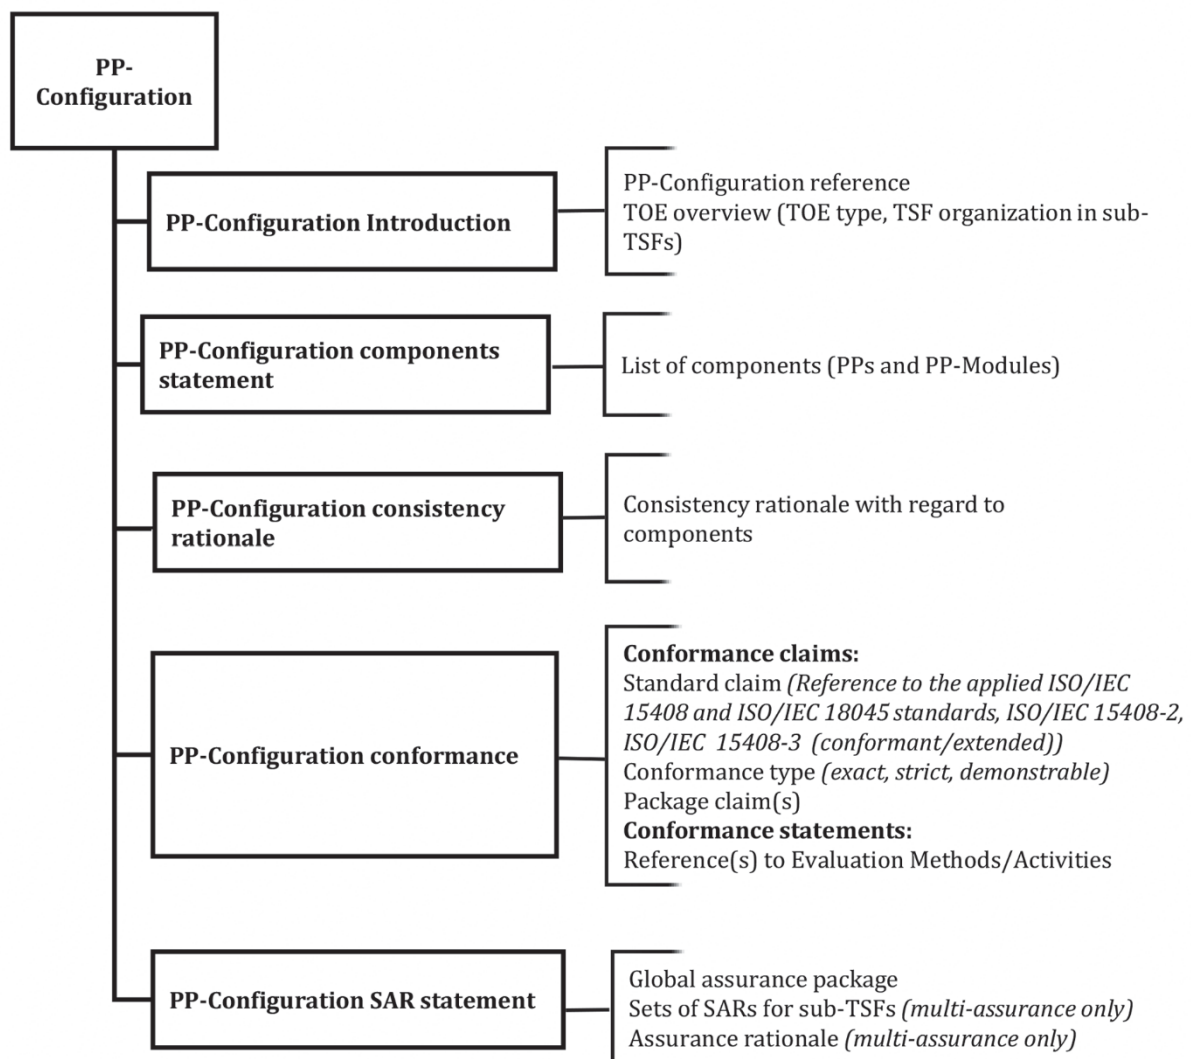 PP-
Configuration
PP-Configuration Introduction
PP-Configuration reference
TOE overview (TOE type, TSF organization in sub-
TSFs)
PP-Configuration components
statement
List of components (PPs and PP-Modules)
PP-Configuration consistency
rationale
Consistency rationale with regard to
components
PP-Configuration conformance
Conformance claims:
Standard claim (Reference to the applied ISO/IEC
15408 and ISO/IEC 18045 standards, ISO/IEC 15408-2,
ISO/IEC 15408-3 (conformant/extended))
Conformance type (exact, strict, demonstrable)
Package claim(s)
Conformance statements:
Reference(s) to Evaluation Methods/Activities
PP-Configuration SAR statement
Global assurance package
Sets of SARs for sub-TSFs (multi-assurance only)
Assurance rationale (multi-assurance only)